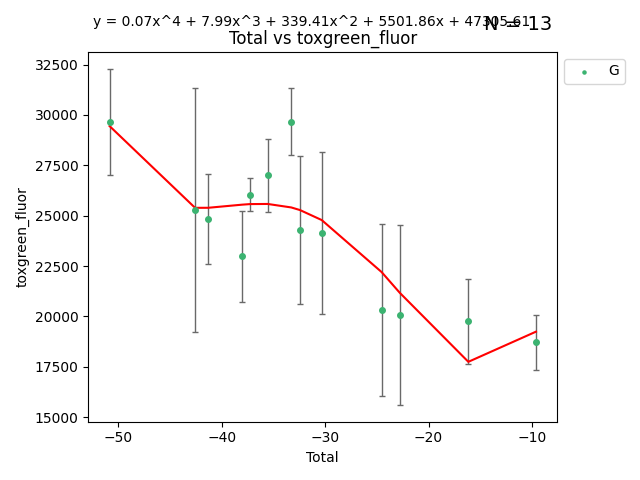 y = 0.07x^4 + 7.99x^3 + 339.41x^2 + 5501.86x + 47305.61
N = 13
Total vs toxgreen_fluor
G
32500
30000
27500
25000
22500
20000
17500
15000
toxgreen_fluor
−50
−40
−30
−20
−10
Total